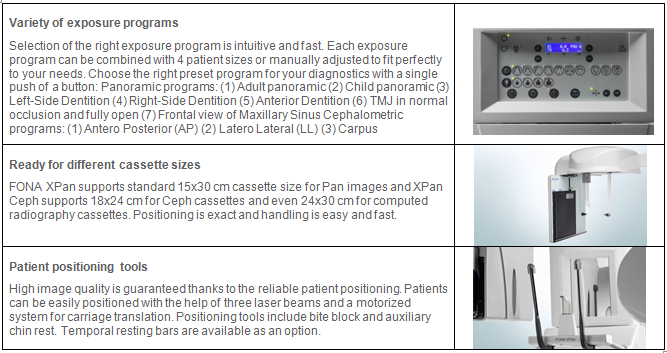 Variety of exposure programs
Selection of the right exposure program is intuitive and fast. Each exposure
program can be combined with 4 patient sizes or manually adjusted to fit perfectly
to your needs. Choose the right preset program for your diagnostics with a single
push of a button: Panoramic programs: (1) Adult panoramic (2) Child panoramic (3)
Left-Side Dentition (4) Right-Side Dentition (5) Anterior Dentition (6) TMJ in normal
occlusion and fully open (7) Frontal view of Maxillary Sinus Cephalometric
programs: (1) Antero Posterior (AP) (2) Latero Lateral (LL) (3) Carpus
Ready for different cassette sizes
FONA XPan supports standard 15x30 cm cassette size for Pan images and XPan
Ceph supports 18x24 cm for Ceph cassettes and even 24x30 cm for computed
radiography cassettes. Positioning is exact and handling is easy and fast.
Patient positioning tools
High image quality is guaranteed thanks to the reliable patient positioning. Patients
can be easily positioned with the help of three laser beams and a motorized
system for carriage translation. Positioning tools include bite block and auxiliary
chin rest. Temporal resting bars are available as an option.
FONA XPan